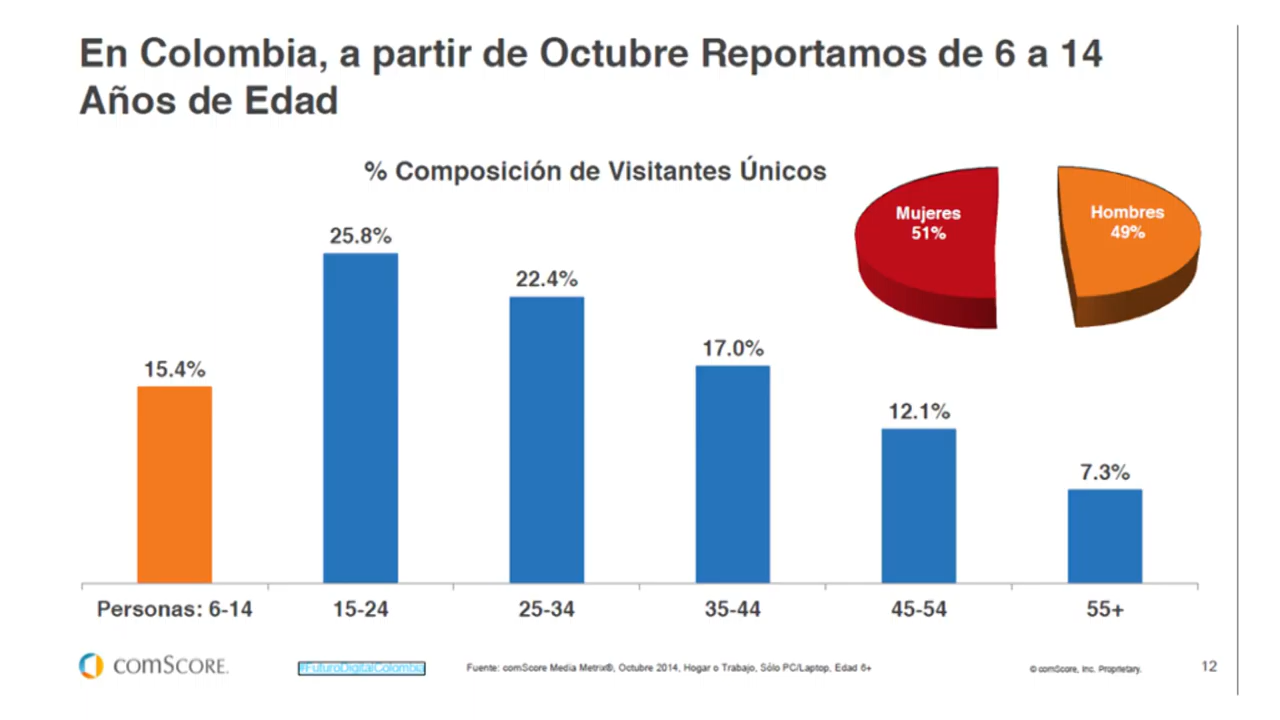 En Colombia, a partir de Octubre Reportamos de 6 a 14
Años de Edad
% Composición de Visitantes Únicos
Mujeres
51%
Hombres
49%
15.4%
25.8%
22.4%
17.0%
12.1%
7.3%
Personas: 6-14
15-24
25-34
35-44
45-54
55+
comSCORE.
#FuturoDigitalColombia
Fuente: comScore Media Metrix®, Octubre 2014, Hogar o Trabajo, Sólo PC/Laptop, Edad 6+
© comScore, Inc. Proprietary.
12